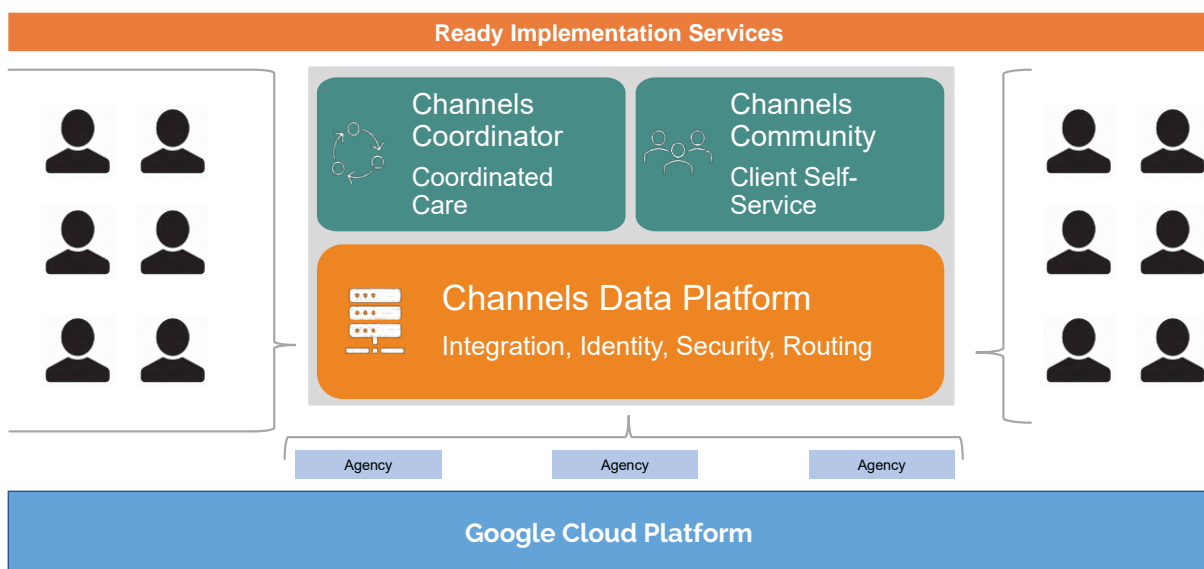 Ready Implementation Services
Channels
Coordinator
Coordinated
Care
Channels
Community
Client Self-
Service
Channels Data Platform
Integration, Identity, Security, Routing
Agency
Agency
Agency
Google Cloud Platform